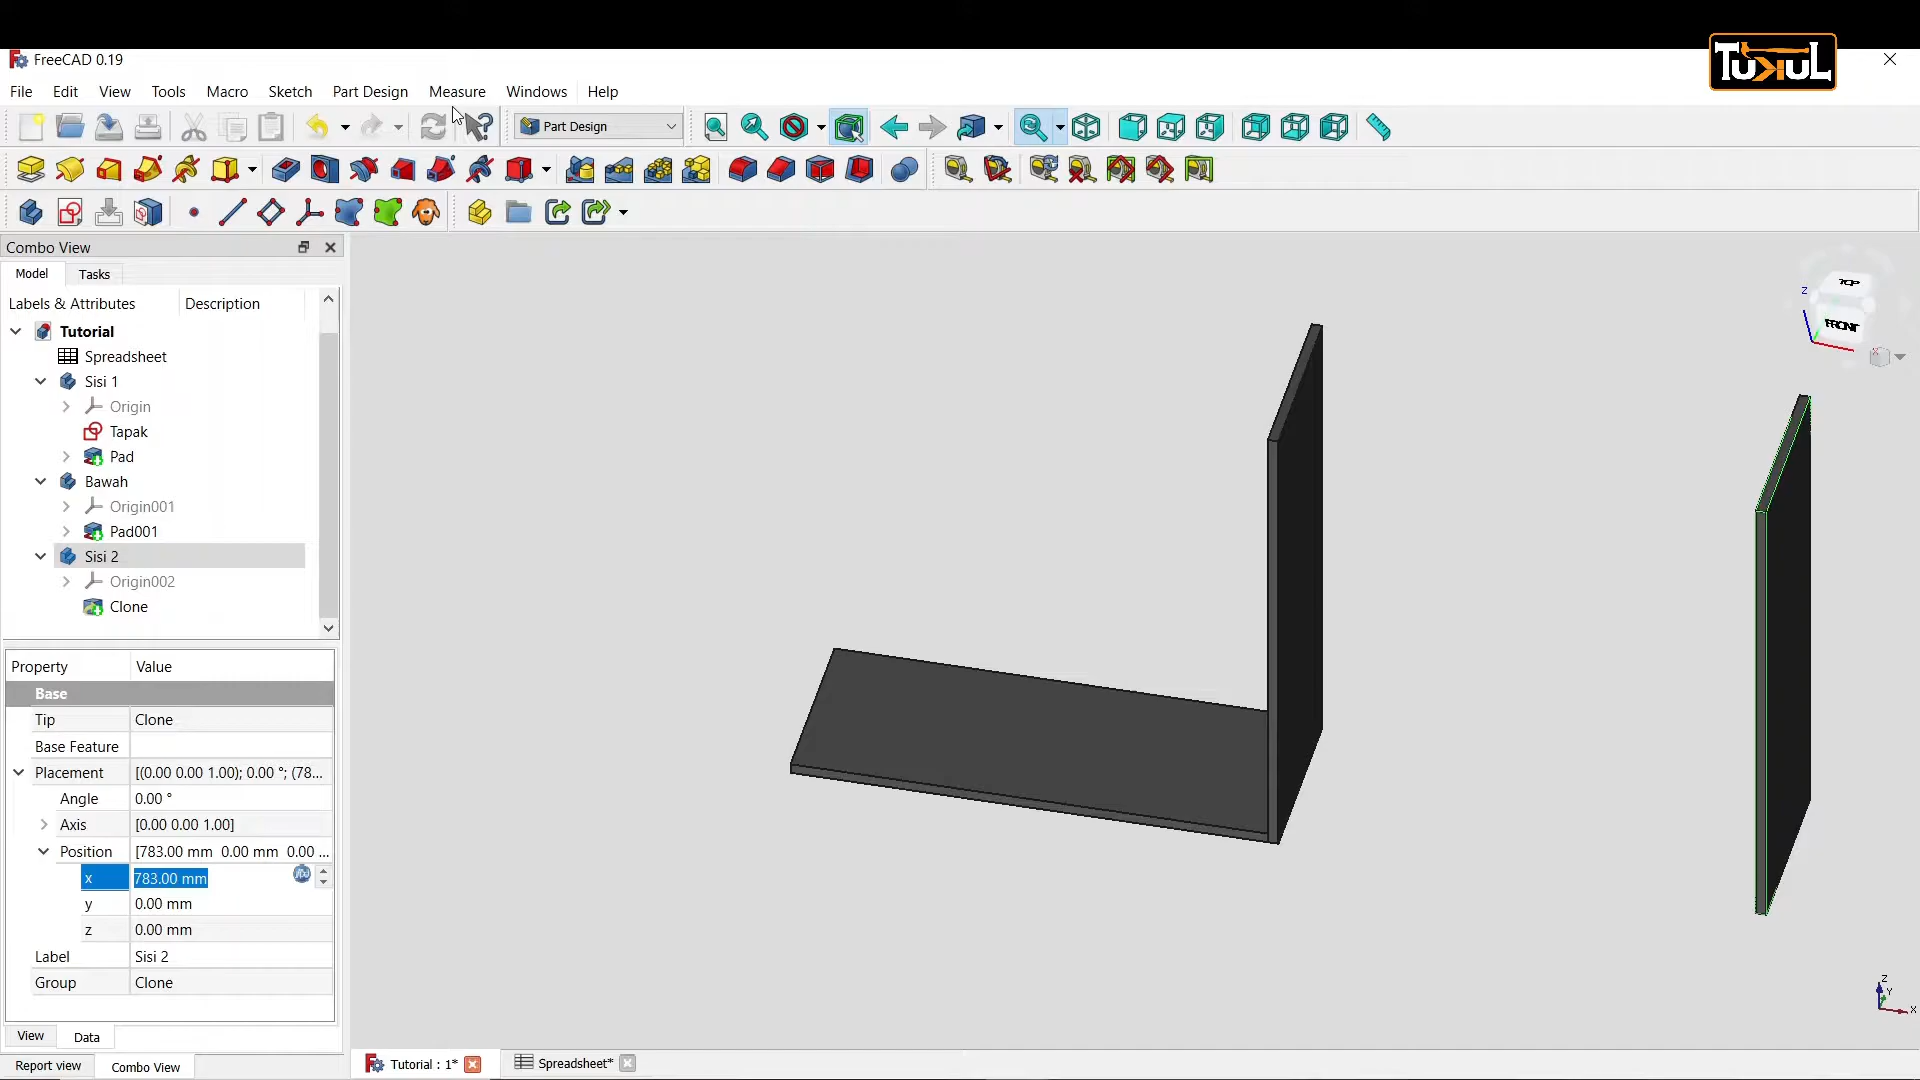 FreeCAD 0.19
TUKUL
File Edit View Tools Macro Sketch Part Design Measure Windows Help
Part Design
Combo View
Model Tasks
Labels & Attributes Description
Tutorial
Spreadsheet
Sisi 1
Origin
Tapak
Pad
Bawah
Origin001
Pad001
Sisi 2
Origin002
Clone
Property Value
Base
Tip Clone
Base Feature
Placement [(0.00 0.00 1.00); 0.00 °; (78...
Angle 0.00 °
Axis [0.00 0.00 1.00]
Position [783.00 mm 0.00 mm 0.00 ...
x 783.00 mm
y 0.00 mm
z 0.00 mm
Label Sisi 2
Group Clone
View Data
Report view Combo View
Tutorial : 1*
Spreadsheet*
TOP
FRONT
Z
X
Z
Y
X